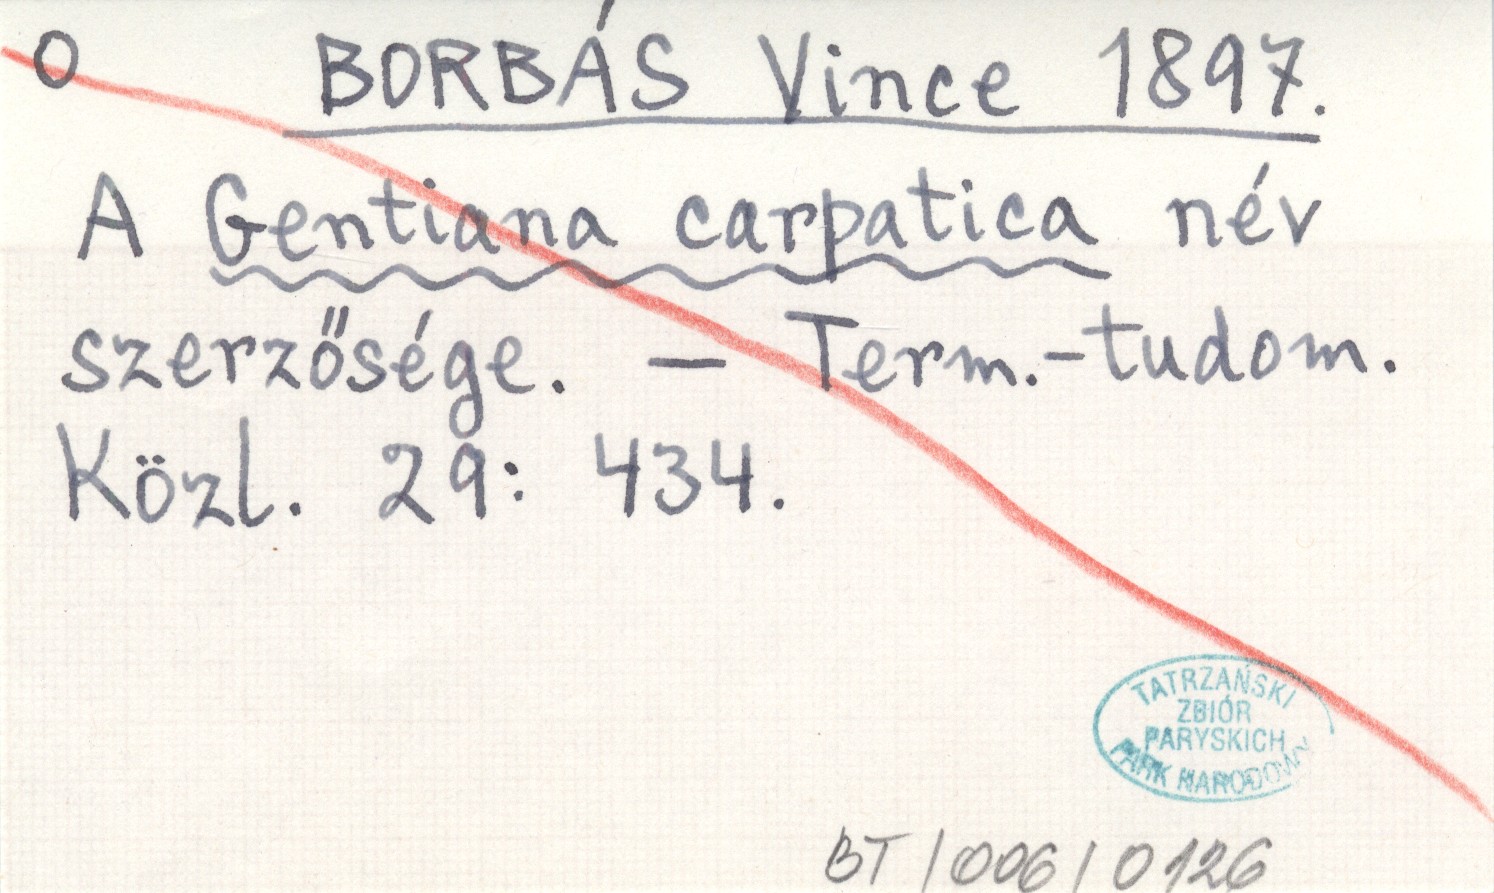 O BORBÁS Vince 1897.
A Gentiana carpatica név
szerzősége. — Term.-tudom.
Közl. 29: 434.
TATRZAŃSKI
ZBIÓR
PARYSKICH
PARK NARODOWY
BT/006/0126